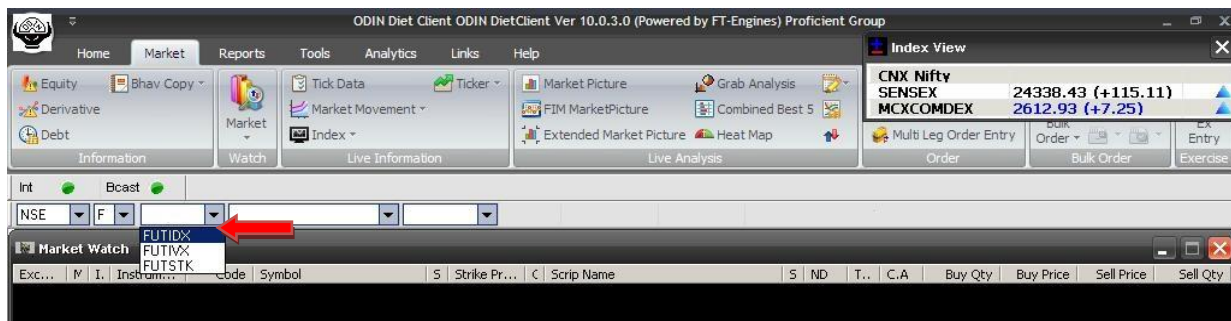 ODIN Diet Client ODIN DietClient Ver 10.0.3.0 (Powered by FT-Engines) Proficient Group
Home Market Reports Tools Analytics Links Help
Index View
CNX Nifty
SENSEX 24338.43 (+115.11)
MCXCOMDEX 2612.93 (+7.25)
Equity Bhav Copy
Derivative
Debt
Information
Market
Watch
Tick Data Ticker
Market Movement
Index
Live Information
Market Picture Grab Analysis
FIM MarketPicture Combined Best 5
Extended Market Picture Heat Map
Live Analysis
Multi Leg Order Entry
Order
Bulk
Order
Bulk Order
Ex
Entry
Exercise
Int Bcast
NSE F
FUTIDX
FUTIVX
FUTSTK
Market Watch
Exc... I. Instrum... Code Symbol S Strike Pr... C Scrip Name S ND T.. C.A Buy Qty Buy Price Sell Price Sell Qty